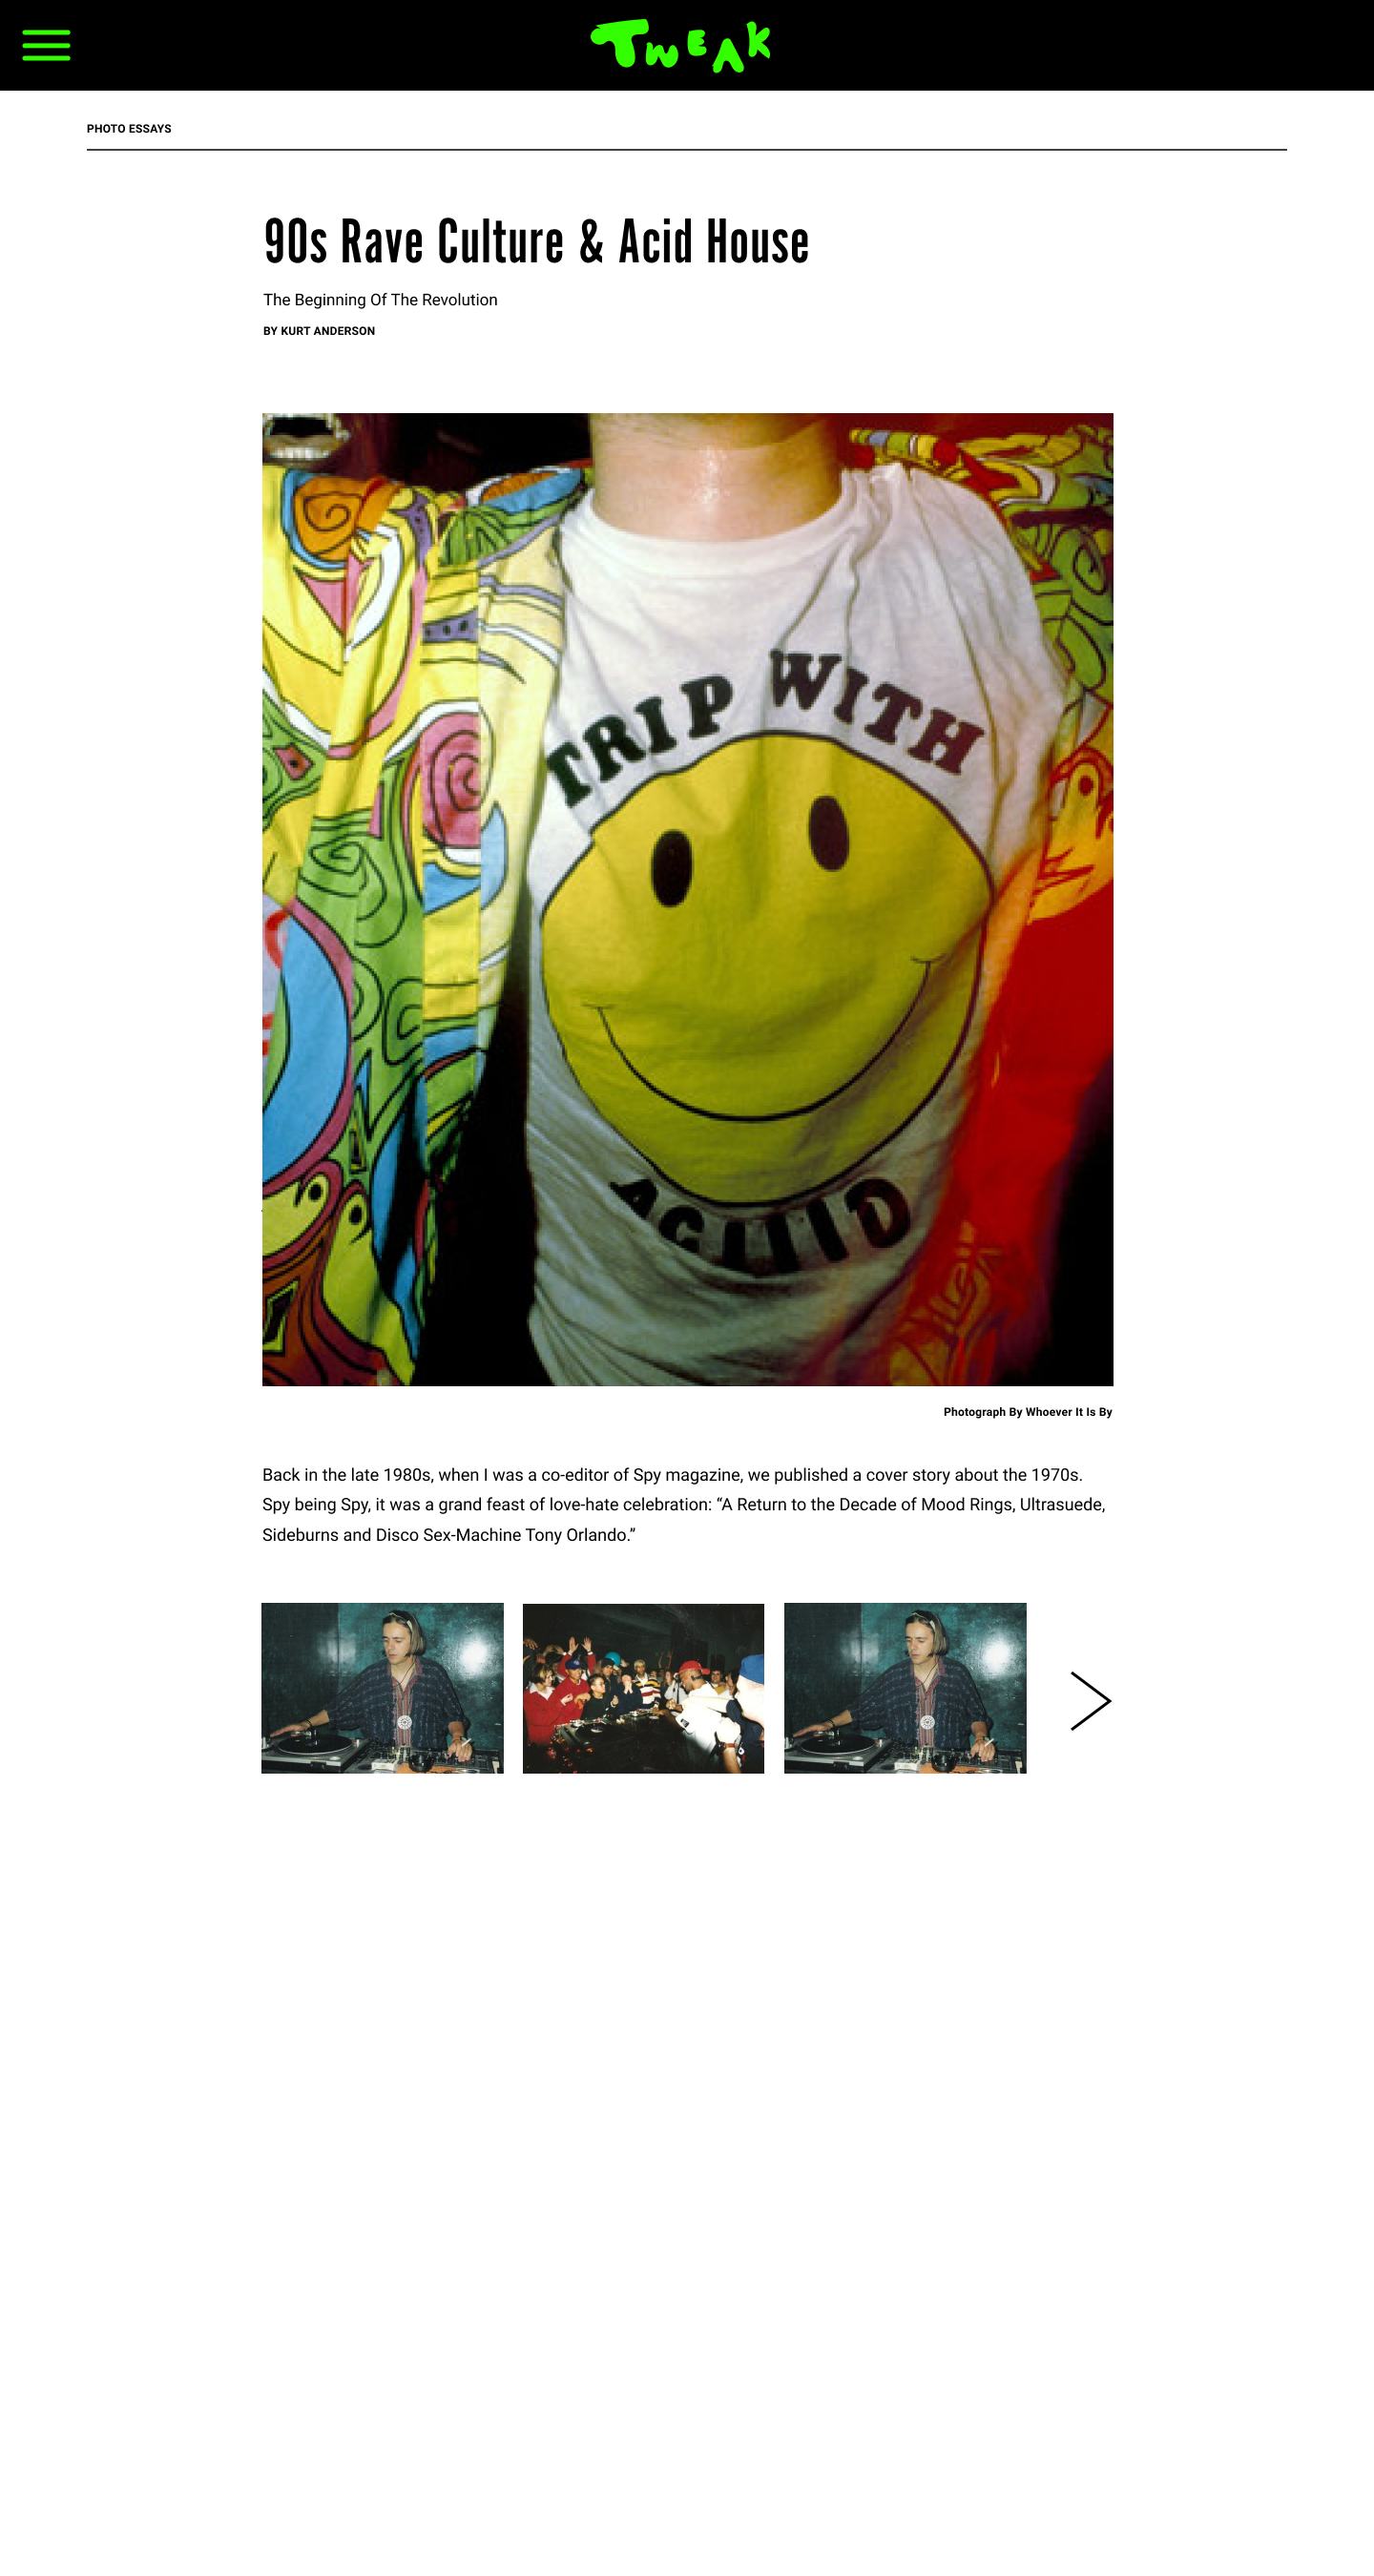 TWEAK
PHOTO ESSAYS
90s Rave Culture & Acid House
The Beginning Of The Revolution
BY KURT ANDERSON
TRIP WITH
ACIIID
Photograph By Whoever It Is By
Back in the late 1980s, when I was a co-editor of Spy magazine, we published a cover story about the 1970s.
Spy being Spy, it was a grand feast of love-hate celebration: “A Return to the Decade of Mood Rings, Ultrasuede,
Sideburns and Disco Sex-Machine Tony Orlando.”